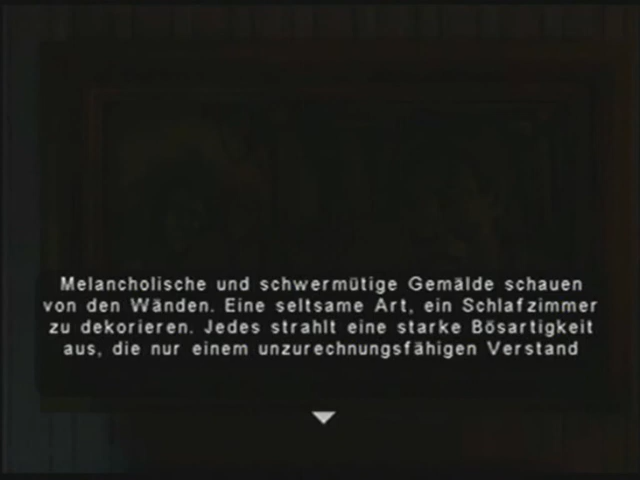 Melancholische und schwermütige Gemälde schauen
von den Wänden. Eine seltsame Art, ein Schlafzimmer
zu dekorieren. Jedes strahlt eine starke Bösartigkeit
aus, die nur einem unzurechnungsfähigen Verstand